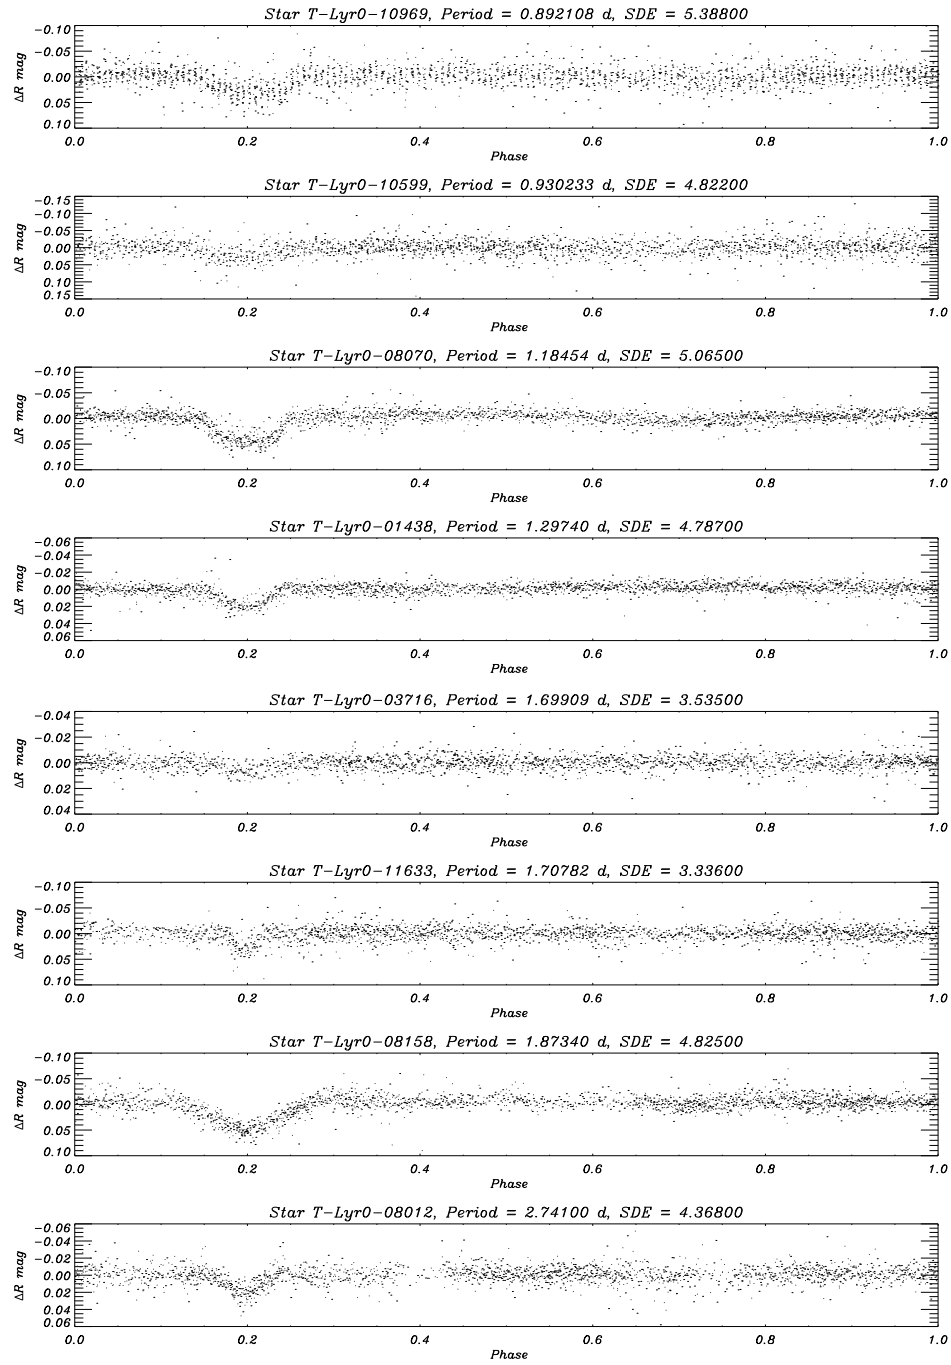 Star T-Lyr0-10969, Period = 0.892108 d, SDE = 5.38800
-0.10
-0.05
0.00
0.05
0.10
ΔR mag
0.0 0.2 0.4 0.6 0.8 1.0
Phase
Star T-Lyr0-10599, Period = 0.930233 d, SDE = 4.82200
-0.15
-0.10
-0.05
0.00
0.05
0.10
0.15
ΔR mag
0.0 0.2 0.4 0.6 0.8 1.0
Phase
Star T-Lyr0-08070, Period = 1.18454 d, SDE = 5.06500
-0.10
-0.05
0.00
0.05
0.10
ΔR mag
0.0 0.2 0.4 0.6 0.8 1.0
Phase
Star T-Lyr0-01438, Period = 1.29740 d, SDE = 4.78700
-0.06
-0.04
-0.02
0.00
0.02
0.04
0.06
ΔR mag
0.0 0.2 0.4 0.6 0.8 1.0
Phase
Star T-Lyr0-03716, Period = 1.69909 d, SDE = 3.53500
-0.04
-0.02
0.00
0.02
0.04
ΔR mag
0.0 0.2 0.4 0.6 0.8 1.0
Phase
Star T-Lyr0-11633, Period = 1.70782 d, SDE = 3.33600
-0.10
-0.05
0.00
0.05
0.10
ΔR mag
0.0 0.2 0.4 0.6 0.8 1.0
Phase
Star T-Lyr0-08158, Period = 1.87340 d, SDE = 4.82500
-0.10
-0.05
0.00
0.05
0.10
ΔR mag
0.0 0.2 0.4 0.6 0.8 1.0
Phase
Star T-Lyr0-08012, Period = 2.74100 d, SDE = 4.36800
-0.06
-0.04
-0.02
0.00
0.02
0.04
0.06
ΔR mag
0.0 0.2 0.4 0.6 0.8 1.0
Phase